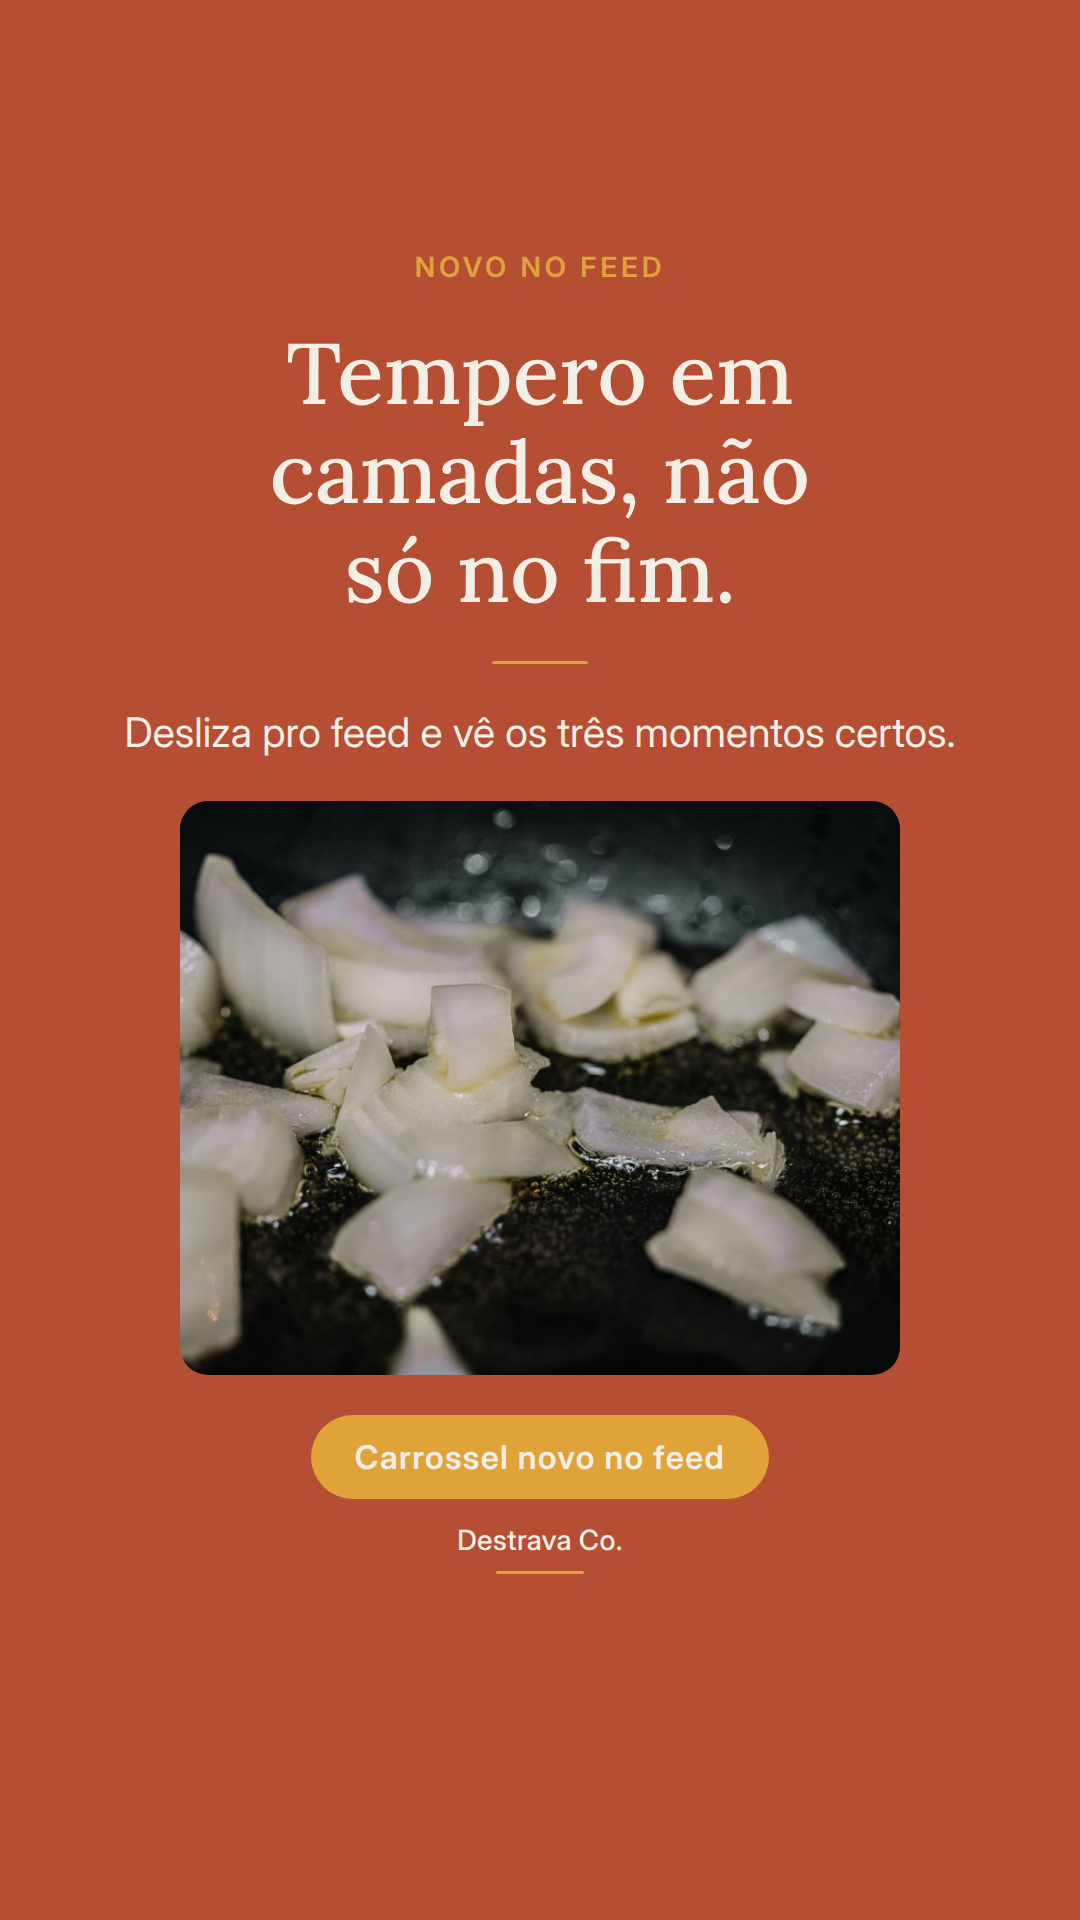 NOVO NO FEED
Tempero em
camadas, não
só no fim.
Desliza pro feed e vê os três momentos certos.
Carrossel novo no feed
Destrava Co.